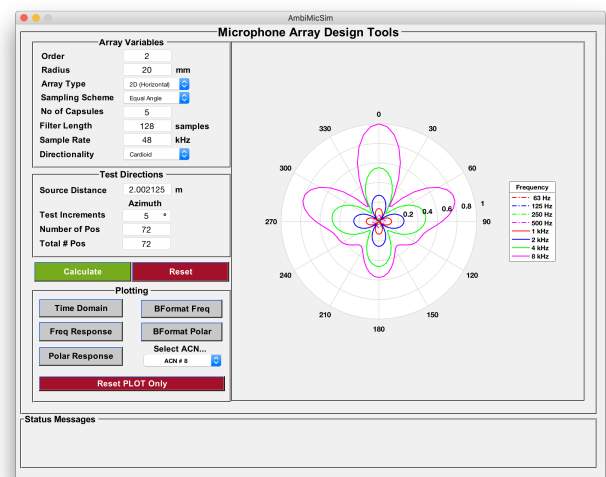 AmbiMicSim
Microphone Array Design Tools
Array Variables
Order 2
Radius 20 mm
Array Type 2D (Horizontal)
Sampling Scheme Equal Angle
No of Capsules 5
Filter Length 128 samples
Sample Rate 48 kHz
Directionality Cardioid
Test Directions
Source Distance 2.002125 m
Azimuth
Test Increments 5 °
Number of Pos 72
Total # Pos 72
Calculate Reset
Plotting
Time Domain BFormat Freq
Freq Response BFormat Polar
Polar Response Select ACN...
ACN # 8
Reset PLOT Only
0
330 30
300 60
270 0.2 0.4 0.6 0.8 1 90
240 120
210 150
180
Frequency
63 Hz
125 Hz
250 Hz
500 Hz
1 kHz
2 kHz
4 kHz
8 kHz
Status Messages